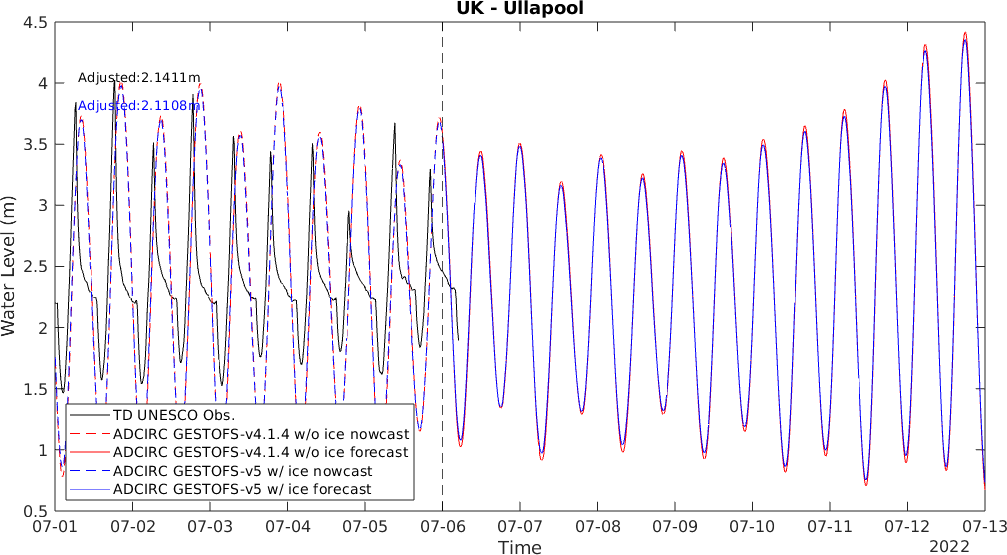 UK - Ullapool
4.5
4
3.5
3
2.5
2
1.5
1
0.5
Water Level (m)
Adjusted:2.1411m
Adjusted:2.1108m
TD UNESCO Obs.
ADCIRC GESTOFS-v4.1.4 w/o ice nowcast
ADCIRC GESTOFS-v4.1.4 w/o ice forecast
ADCIRC GESTOFS-v5 w/ ice nowcast
ADCIRC GESTOFS-v5 w/ ice forecast
07-01 07-02 07-03 07-04 07-05 07-06 07-07 07-08 07-09 07-10 07-11 07-12 07-13
Time
2022